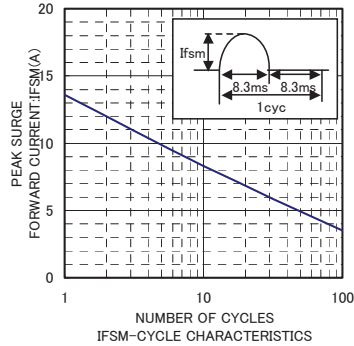 20
15
10
5
0
PEAK SURGE
FORWARD CURRENT:IFSM(A)
Ifsm
8.3ms 8.3ms
1cyc
1 10 100
NUMBER OF CYCLES
IFSM-CYCLE CHARACTERISTICS